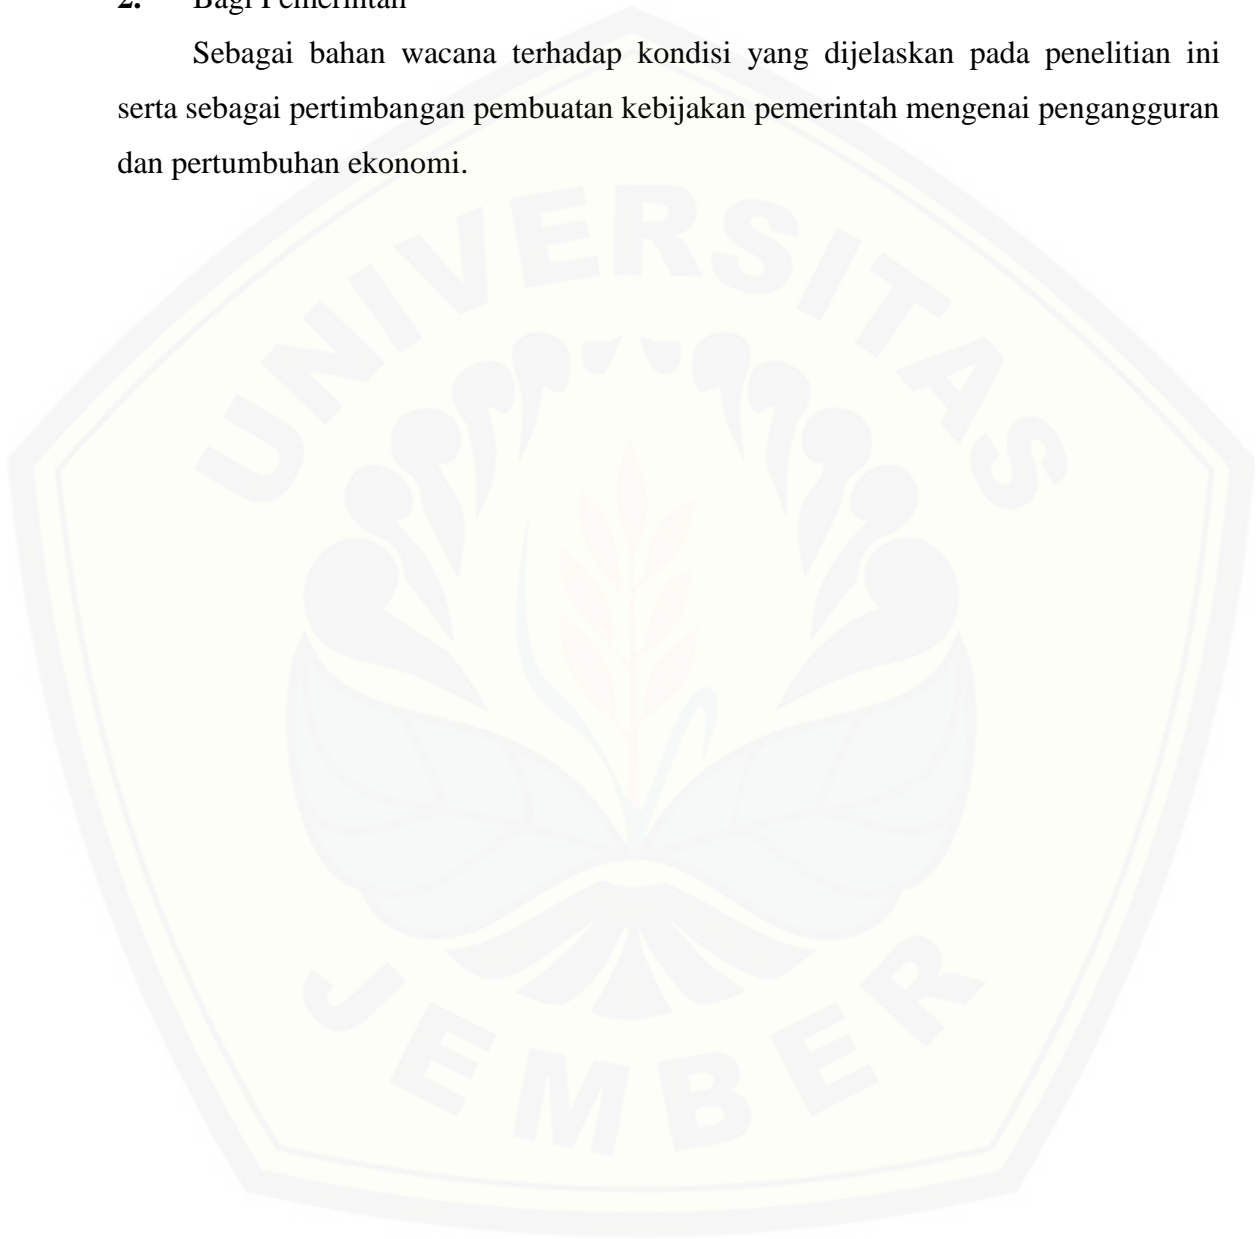 2. Bagi Pemerintah
Sebagai bahan wacana terhadap kondisi yang dijelaskan pada penelitian ini
serta sebagai pertimbangan pembuatan kebijakan pemerintah mengenai pengangguran
dan pertumbuhan ekonomi.
UNIVERSITAS
JEMBER